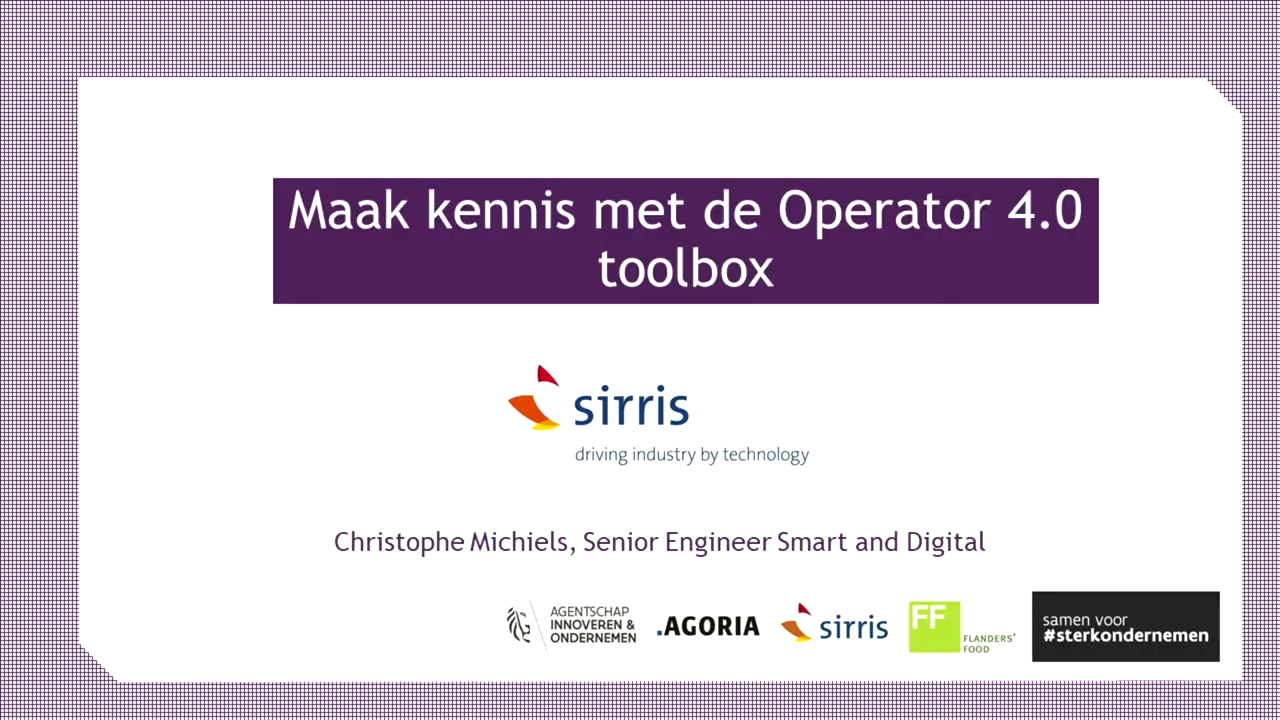 Maak kennis met de Operator 4.0
toolbox
sirris
driving industry by technology
Christophe Michiels, Senior Engineer Smart and Digital
AGENTSCHAP
INNOVEREN &
ONDERNEMEN
.AGORIA
sirris
FF
FLANDERS'
FOOD
samen voor
#sterkondernemen